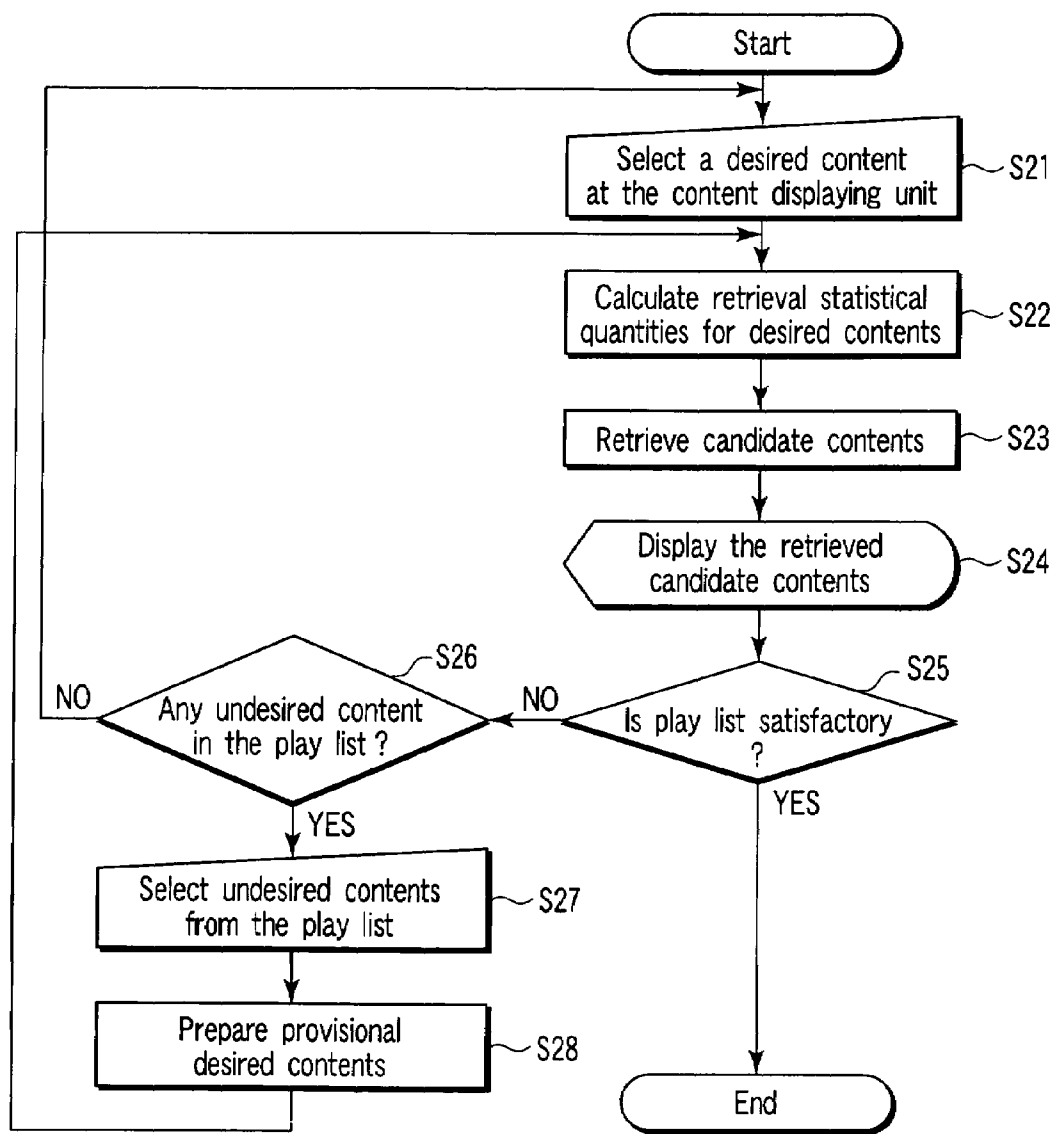 Start
Select a desired content
at the content displaying unit
S21
Calculate retrieval statistical
quantities for desired contents
S22
Retrieve candidate contents
S23
Display the retrieved
candidate contents
S24
S25
Is play list satisfactory
?
NO
YES
S26
Any undesired content
in the play list ?
NO
YES
Select undesired contents
from the play list
S27
Prepare provisional
desired contents
S28
End